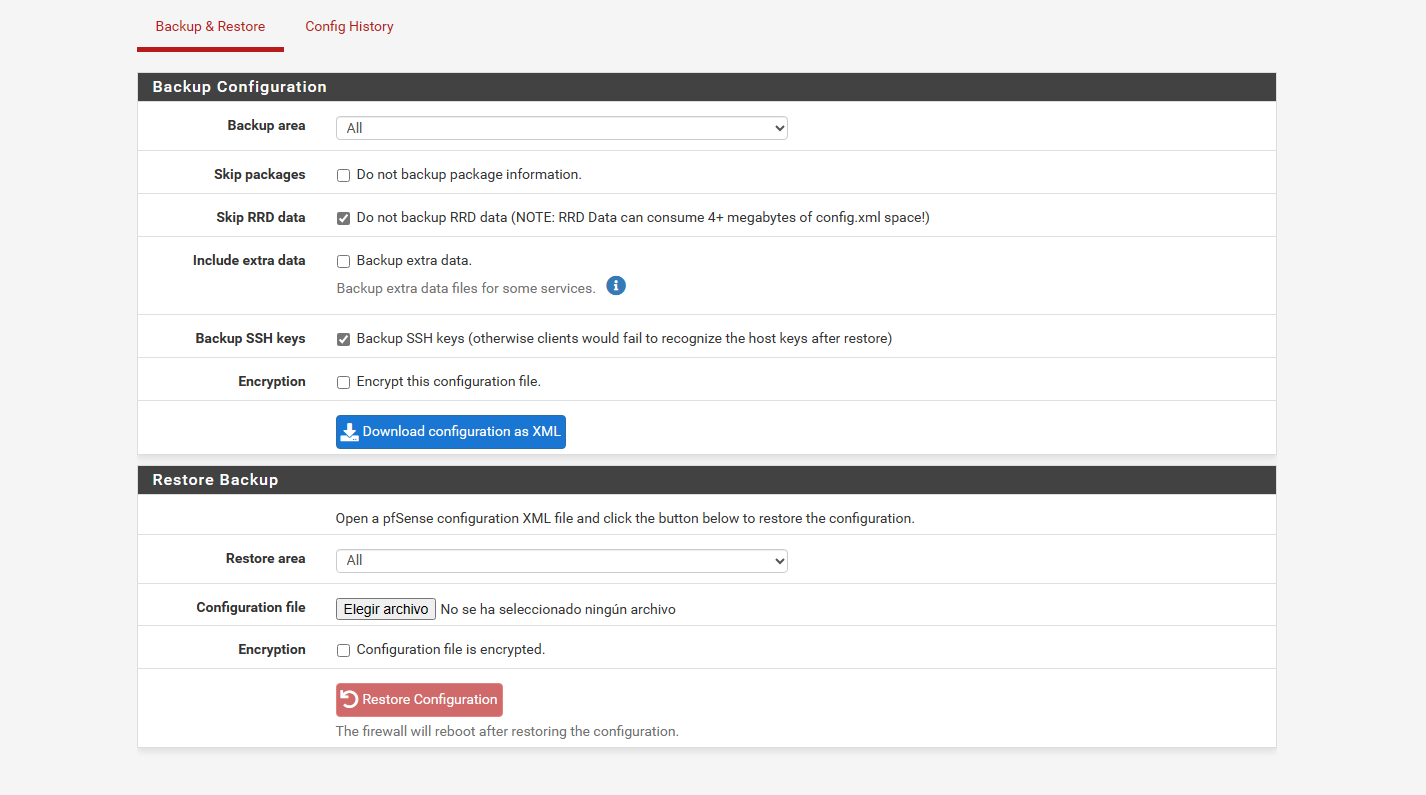 Backup & Restore Config History
Backup Configuration
Backup area All
Skip packages Do not backup package information.
Skip RRD data Do not backup RRD data (NOTE: RRD Data can consume 4+ megabytes of config.xml space!)
Include extra data Backup extra data.
Backup extra data files for some services.
Backup SSH keys Backup SSH keys (otherwise clients would fail to recognize the host keys after restore)
Encryption Encrypt this configuration file.
Download configuration as XML
Restore Backup
Open a pfSense configuration XML file and click the button below to restore the configuration.
Restore area All
Configuration file Elegir archivo No se ha seleccionado ningún archivo
Encryption Configuration file is encrypted.
Restore Configuration
The firewall will reboot after restoring the configuration.